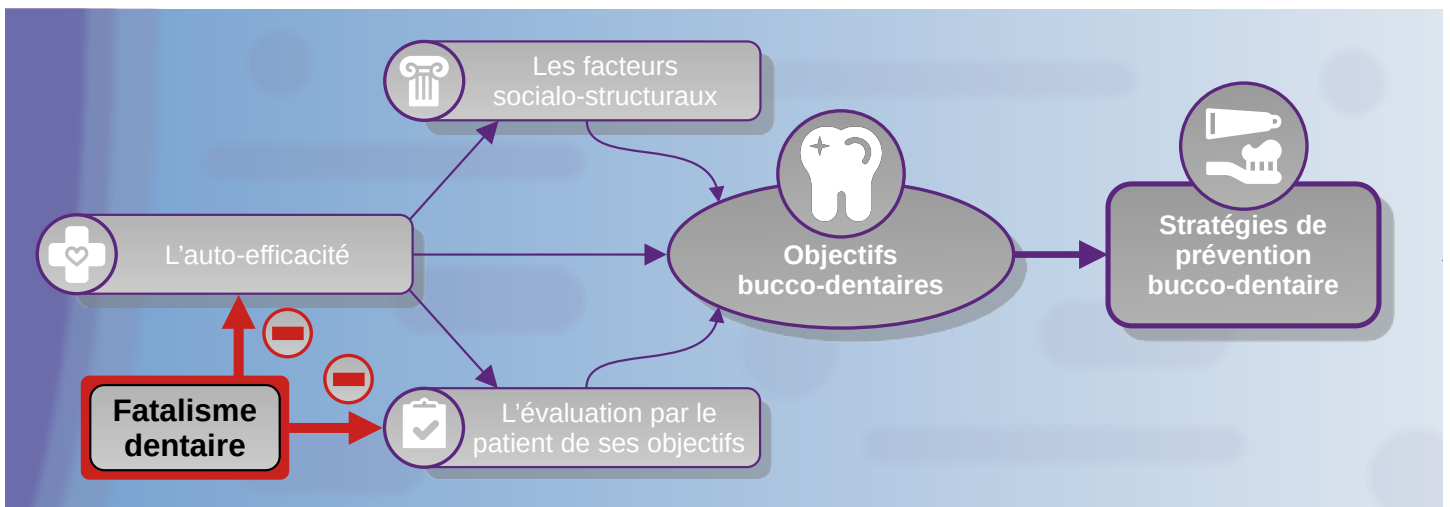 Les facteurs
socialo-structuraux
L'auto-efficacité
Objectifs
bucco-dentaires
Stratégies de
prévention
bucco-dentaire
Fatalisme
dentaire
L'évaluation par le
patient de ses objectifs